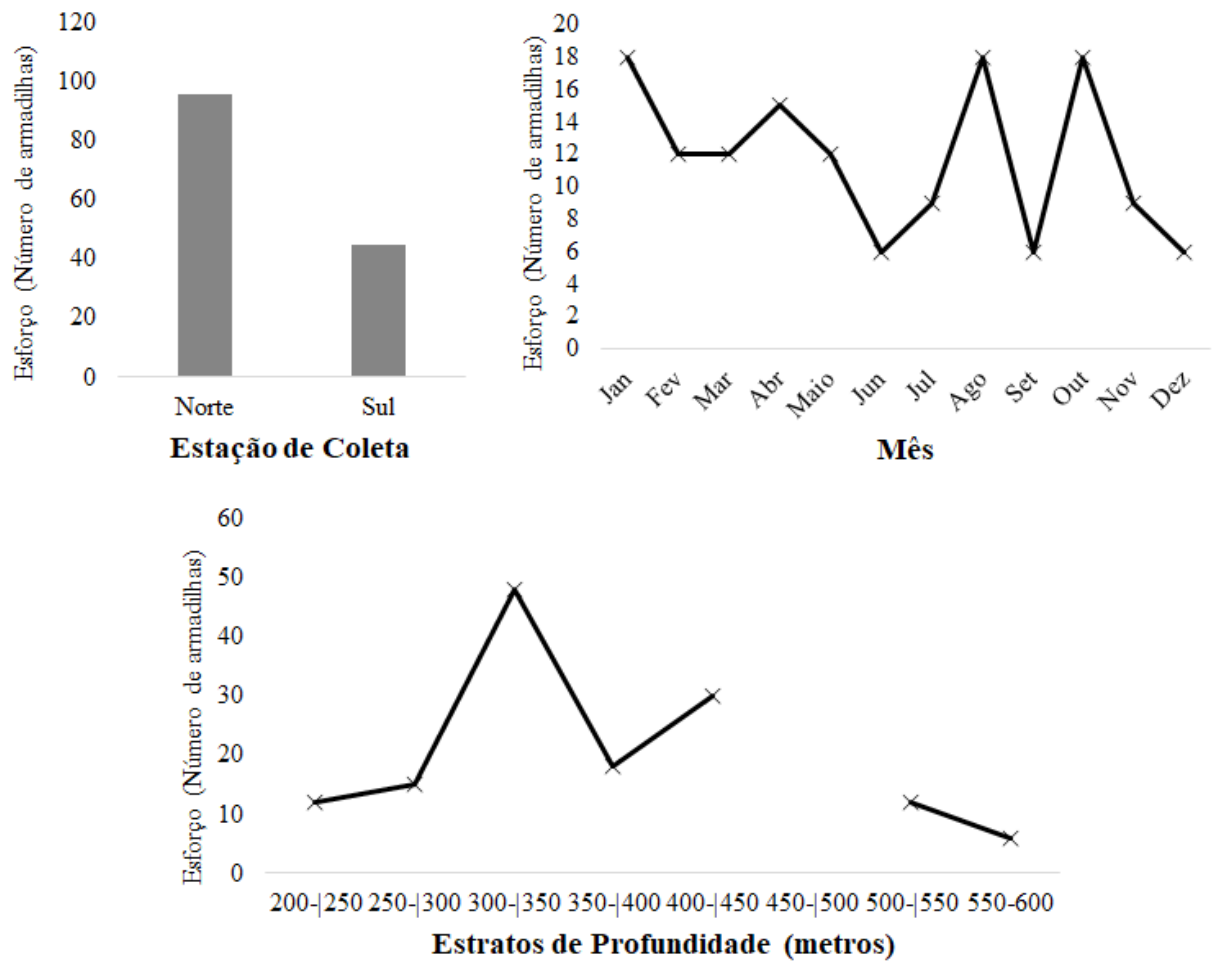 Esforço (Número de armadilhas)
120
100
80
60
40
20
0
Norte Sul
Estação de Coleta
Esforço (Número de armadilhas)
20
18
16
14
12
10
8
6
4
2
0
Jan Fev Mar Abr Maio Jun Jul Ago Set Out Nov Dez
Mês
Esforço (Número de armadilhas)
60
50
40
30
20
10
0
200-|250 250-|300 300-|350 350-|400 400-|450 450-|500 500-|550 550-600
Estratos de Profundidade (metros)